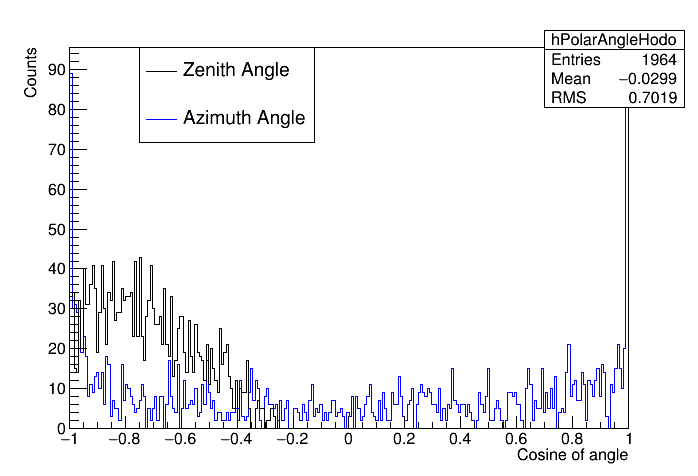 hPolarAngleHodo
Entries 1964
Mean −0.0299
RMS 0.7019
Zenith Angle
Azimuth Angle
Counts
90
80
70
60
50
40
30
20
10
0
−1 −0.8 −0.6 −0.4 −0.2 0 0.2 0.4 0.6 0.8 1
Cosine of angle